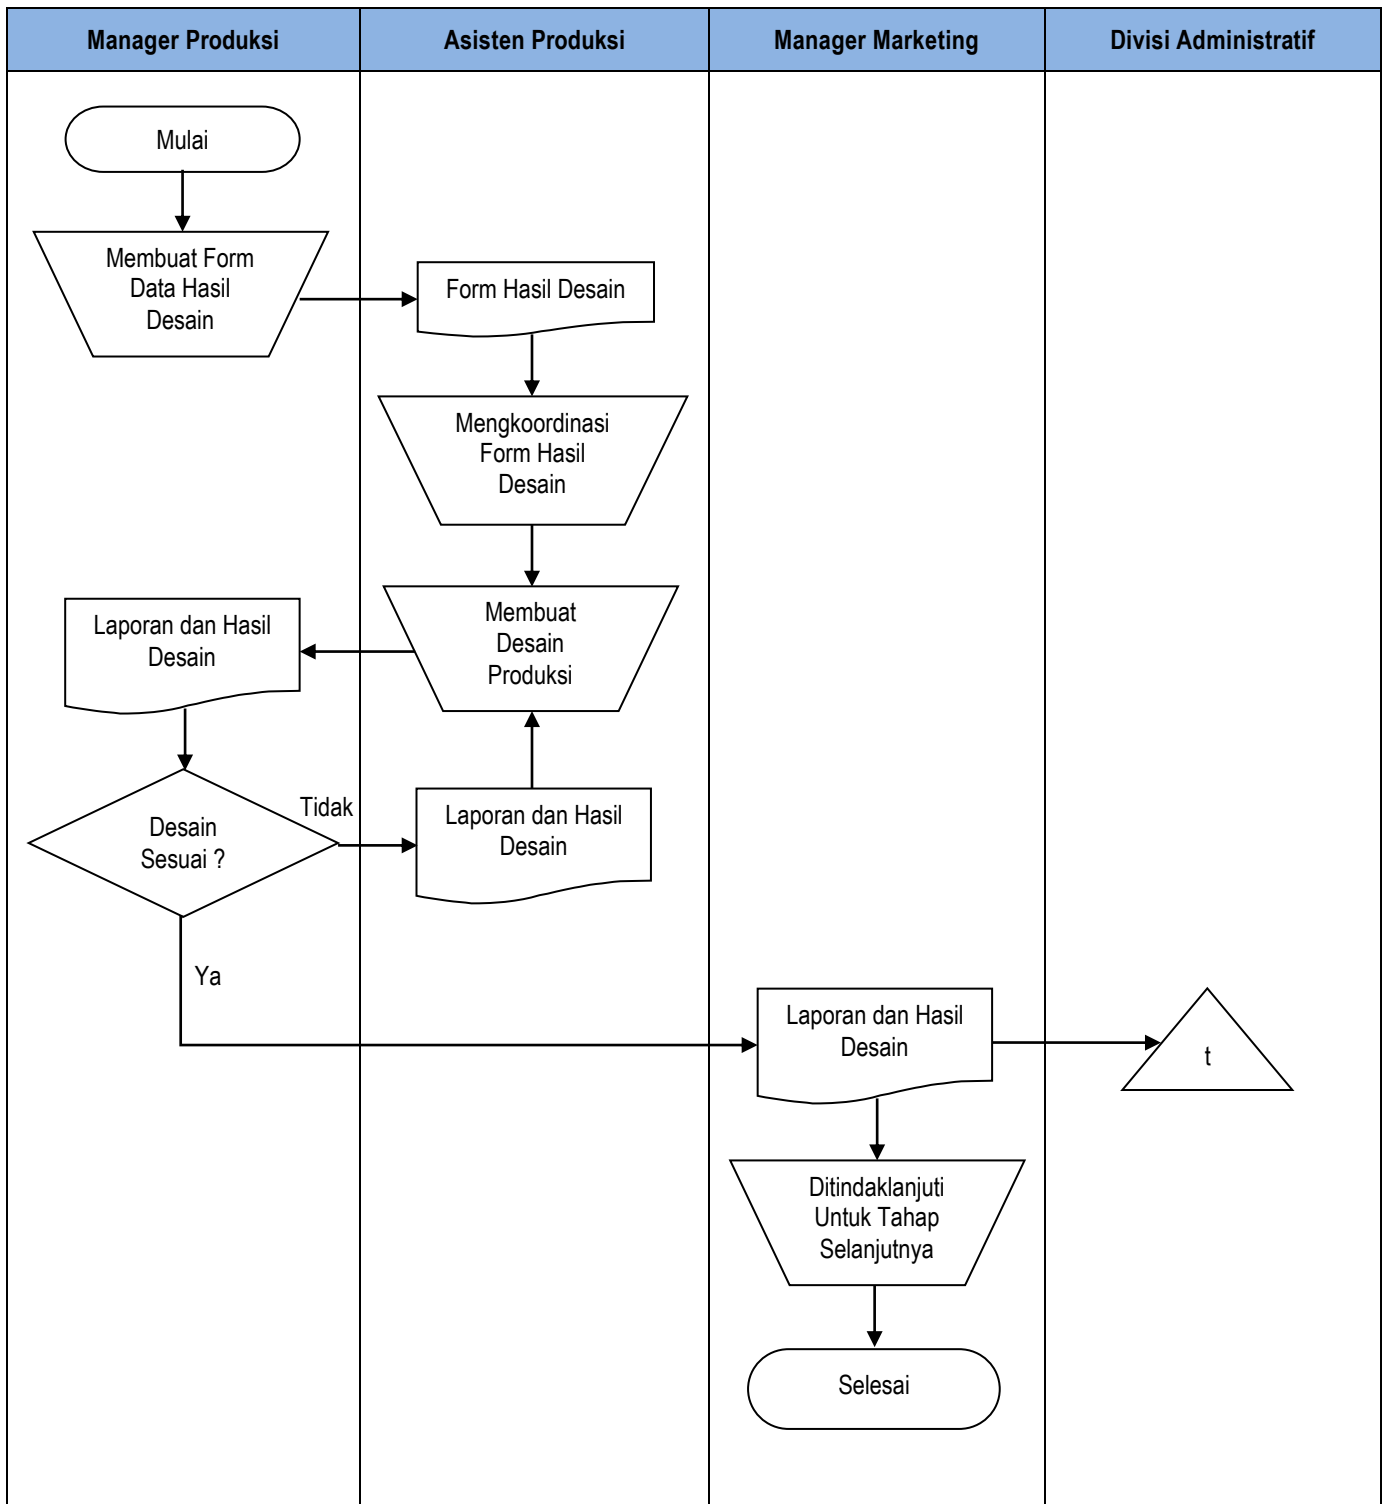 Manager Produksi
Asisten Produksi
Manager Marketing
Divisi Administratif
Mulai
Membuat Form
Data Hasil
Desain
Form Hasil Desain
Mengkoordinasi
Form Hasil
Desain
Membuat
Desain
Produksi
Laporan dan Hasil
Desain
Desain
Sesuai ?
Tidak
Laporan dan Hasil
Desain
Ya
Laporan dan Hasil
Desain
t
Ditindaklanjuti
Untuk Tahap
Selanjutnya
Selesai